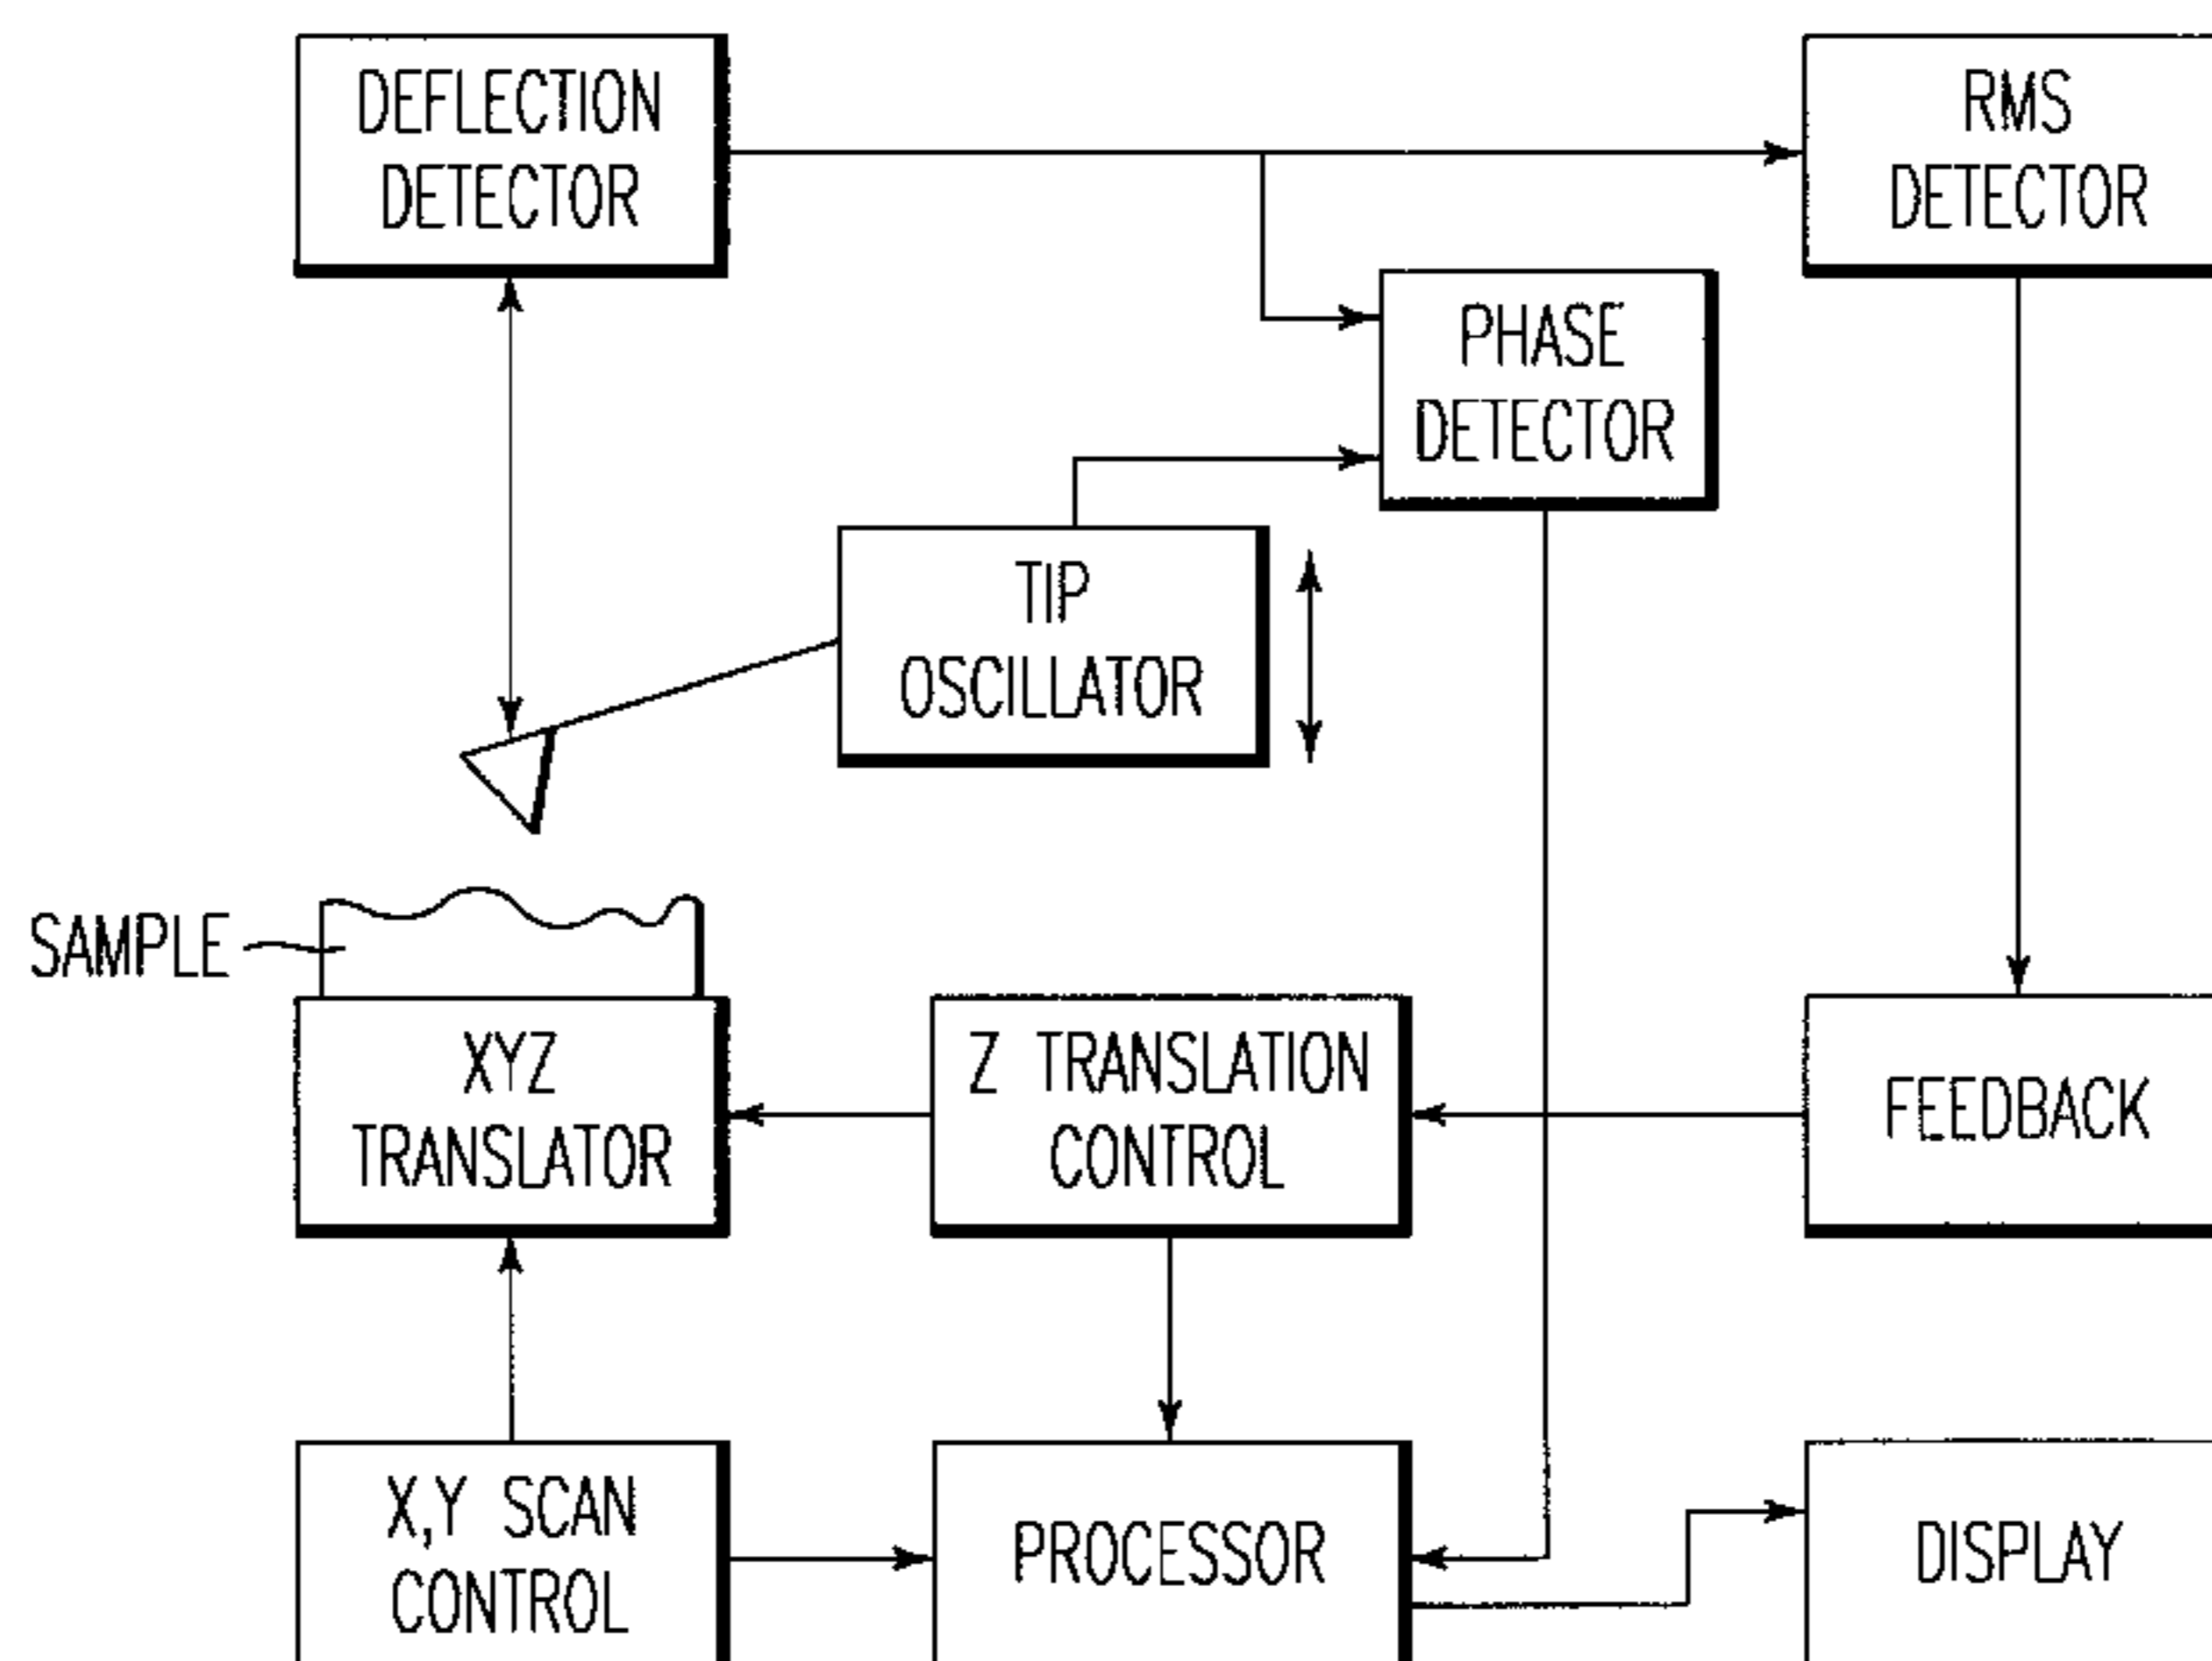 DEFLECTION
DETECTOR
RMS
DETECTOR
PHASE
DETECTOR
TIP
OSCILLATOR
SAMPLE
XYZ
TRANSLATOR
Z TRANSLATION
CONTROL
FEEDBACK
X,Y SCAN
CONTROL
PROCESSOR
DISPLAY